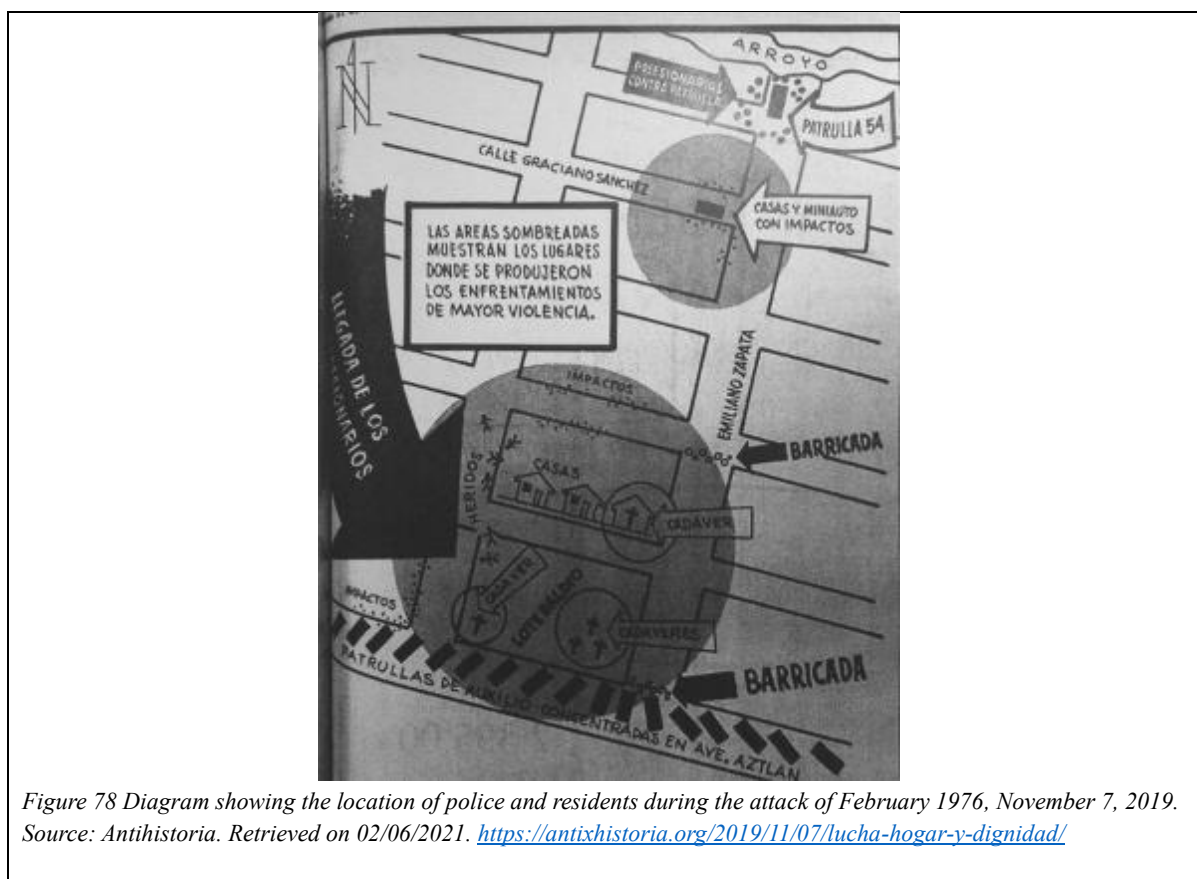 N
ARROYO
POSESIONARIOS
CONTRA PATRULLA
PATRULLA 54
CALLE GRACIANO SANCHEZ
CASAS Y MINIAUTO
CON IMPACTOS
LAS AREAS SOMBREADAS
MUESTRAN LOS LUGARES
DONDE SE PRODUJERON
LOS ENFRENTAMIENTOS
DE MAYOR VIOLENCIA.
LLEGADA DE LOS
EMILIANO ZAPATA
IMPACTOS
BARRICADA
HERIDOS
CASAS
CADAVER
CADAVER
LOTE BALDIO
CADAVERES
IMPACTOS
BARRICADA
PATRULLAS DE AUXILIO CONCENTRADAS EN AVE. AZTLAN
Figure 78 Diagram showing the location of police and residents during the attack of February 1976, November 7, 2019.
Source: Antihistoria. Retrieved on 02/06/2021. https://antixhistoria.org/2019/11/07/lucha-hogar-y-dignidad/